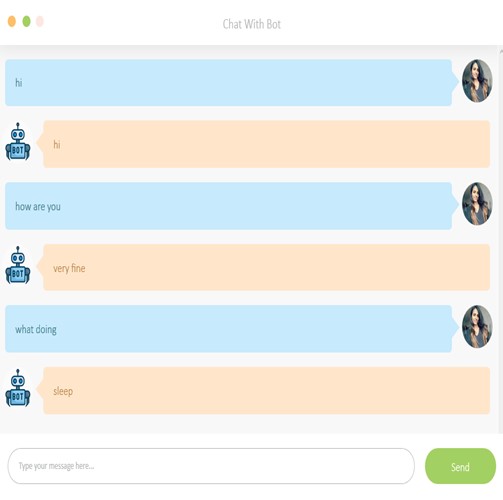 Chat With Bot
hi
BOT
hi
how are you
BOT
very fine
what doing
BOT
sleep
Type your message here...
Send